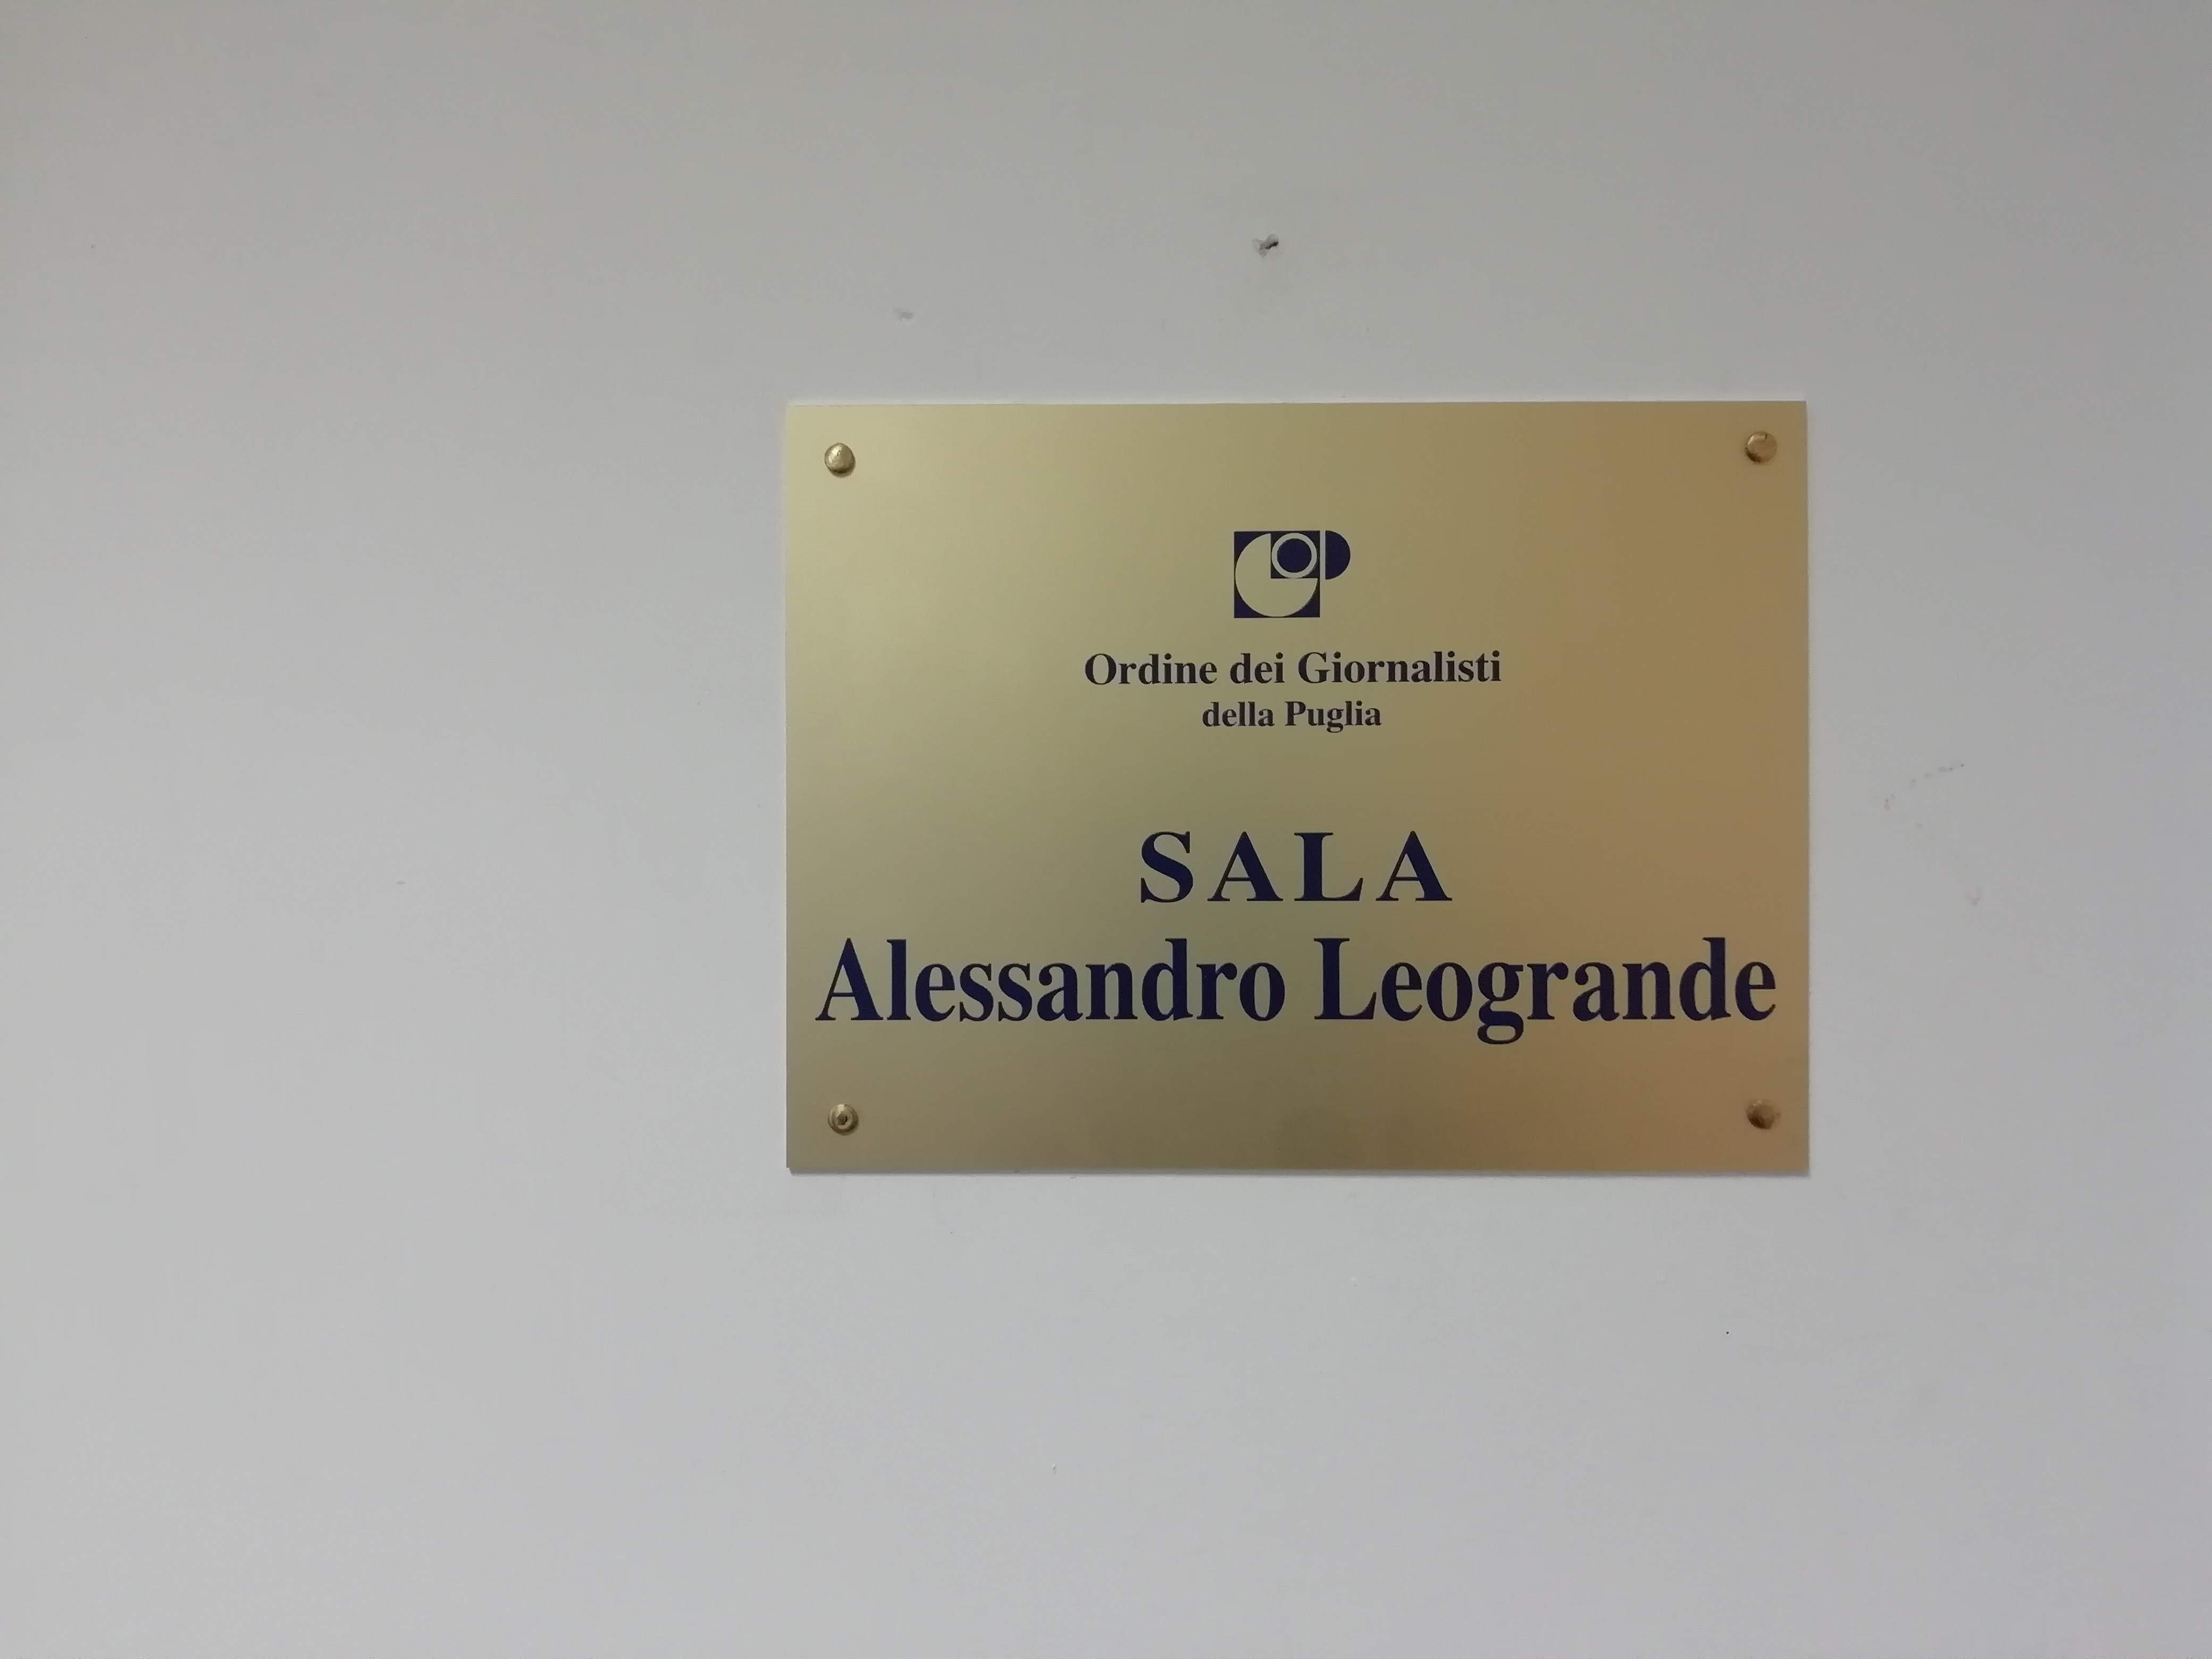 Ordine dei Giornalisti
della Puglia
SALA
Alessandro Leogrande